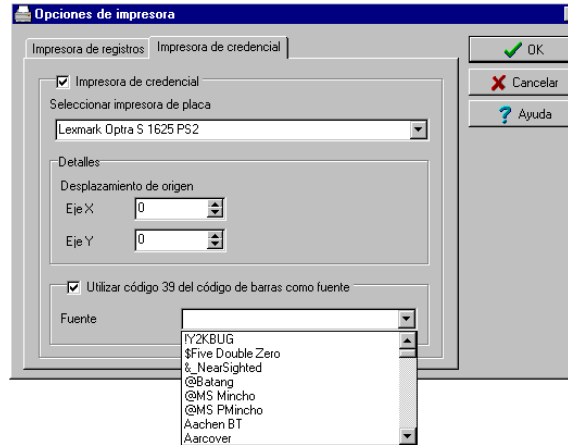 Opciones de impresora
Impresora de registros
Impresora de credencial
OK
Cancelar
Ayuda
Impresora de credencial
Seleccionar impresora de placa
Lexmark Optra S 1625 PS2
Detalles
Desplazamiento de origen
Eje X 0
Eje Y 0
Utilizar código 39 del código de barras como fuente
Fuente
!Y2KBUG
$Five Double Zero
&_NearSighted
@Batang
@MS Mincho
@MS PMincho
Aachen BT
Aarcover